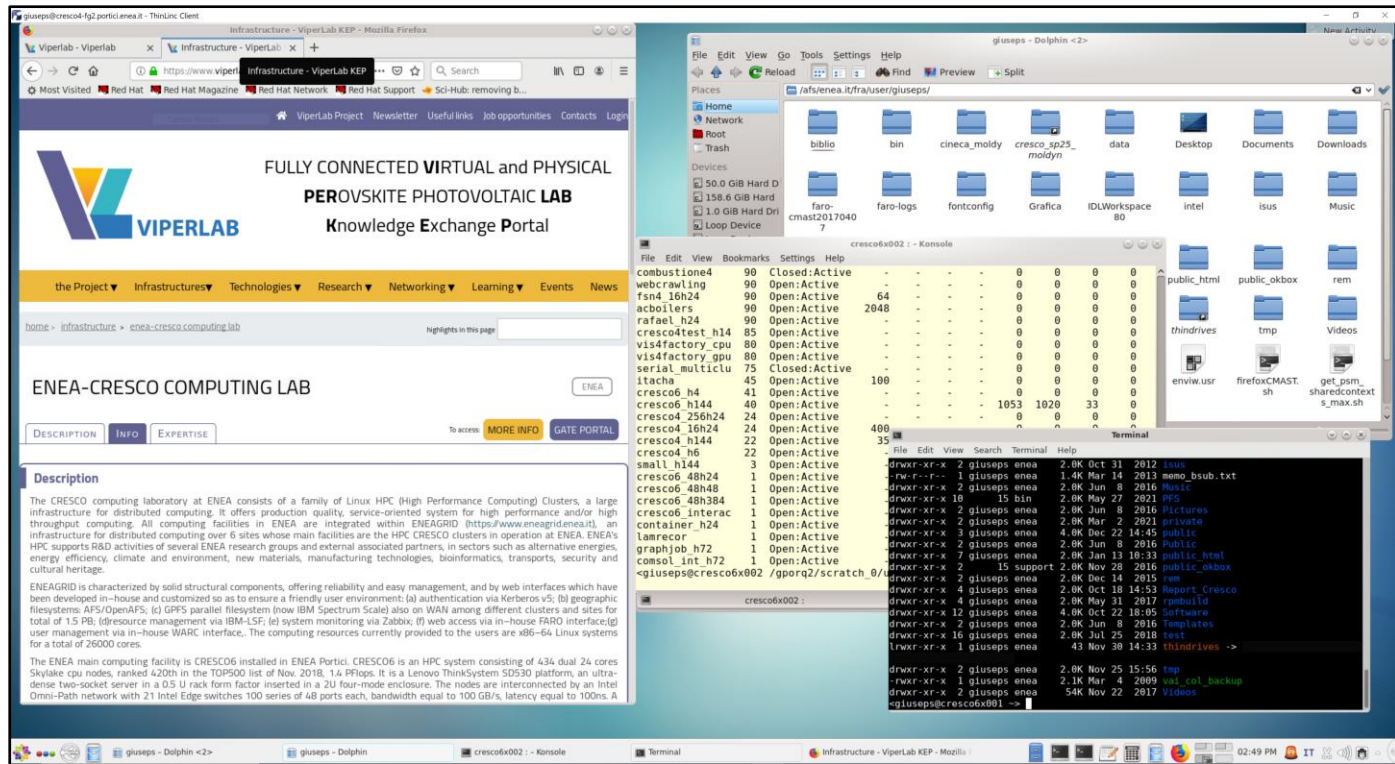 giuseps@cresco4-fg2.portici.enea.it - ThinLinc Client
New Activity
Infrastructure - ViperLab KEP - Mozilla Firefox
Viperlab - Viperlab
Infrastructure - ViperLab
https://www.viperl
Infrastructure - ViperLab KEP
Search
Most Visited Red Hat Red Hat Magazine Red Hat Network Red Hat Support Sci-Hub: removing b...
ViperLab Project Newsletter Useful links Job opportunities Contacts Login
VIPERLAB
FULLY CONNECTED VIRTUAL and PHYSICAL
PEROVSKITE PHOTOVOLTAIC LAB
Knowledge Exchange Portal
the Project▼ Infrastructures▼ Technologies▼ Research▼ Networking▼ Learning▼ Events News
home » infrastructure » enea-cresco computing lab
highlights in this page
ENEA-CRESCO COMPUTING LAB
ENEA
DESCRIPTION INFO EXPERTISE
To access: MORE INFO GATE PORTAL
Description
The CRESCO computing laboratory at ENEA consists of a family of Linux HPC (High Performance Computing) Clusters, a large
infrastructure for distributed computing. It offers production quality, service-oriented system for high performance and/or high
throughput computing. All computing facilities in ENEA are integrated within ENEAGRID (https://www.eneagrid.enea.it), an
infrastructure for distributed computing over 6 sites whose main facilities are the HPC CRESCO clusters in operation at ENEA. ENEA's
HPC supports R&D activities of several ENEA research groups and external associated partners, in sectors such as alternative energies,
energy efficiency, climate and environment, new materials, manufacturing technologies, bioinformatics, transports, security and
cultural heritage.
ENEAGRID is characterized by solid structural components, offering reliability and easy management, and by web interfaces which have
been developed in-house and customized so as to ensure a friendly user environment: (a) authentication via Kerberos v5; (b) geographic
filesystems: AFS/OpenAFS; (c) GPFS parallel filesystem (now IBM Spectrum Scale) also on WAN among different clusters and sites for
total of 1.5 PB; (d)resource management via IBM-LSF; (e) system monitoring via Zabbix; (f) web access via in-house FARO interface;(g)
user management via in-house WARC interface,. The computing resources currently provided to the users are x86-64 Linux systems
for a total of 26000 cores.
The ENEA main computing facility is CRESCO6 installed in ENEA Portici. CRESCO6 is an HPC system consisting of 434 dual 24 cores
Skylake cpu nodes, ranked 420th in the TOP500 list of Nov. 2018, 1.4 PFlops. It is a Lenovo ThinkSystem SD530 platform, an ultra-
dense two-socket server in a 0.5 U rack form factor inserted in a 2U four-mode enclosure. The nodes are interconnected by an Intel
Omni-Path network with 21 Intel Edge switches 100 series of 48 ports each, bandwidth equal to 100 GB/s, latency equal to 100ns. A
giuseps - Dolphin <2>
File Edit View Go Tools Settings Help
Reload Find Preview Split
Places
/afs/enea.it/fra/user/giuseps/
Home
Network
Root
Trash
Devices
50.0 GiB Hard D
158.6 GiB Hard
1.0 GiB Hard Dri
Loop Device
biblio bin cineca_moldy cresco_sp25_moldyn data Desktop Documents Downloads
faro-cmast20170407 faro-logs fontconfig Grafica IDLWorkspace80 intel isus Music
public_html public_okbox rem
thindrives tmp Videos
enviw.usr firefoxCMAST.sh get_psm_sharedcontexts_max.sh
cresco6x002 : - Konsole
File Edit View Bookmarks Settings Help
combustione4 90 Closed:Active - - - - 0 0 0 0
webcrawling 90 Open:Active - - - - 0 0 0 0
fsn4_16h24 90 Open:Active 64 - - - 0 0 0 0
acboilers 90 Open:Active 2048 - - - 0 0 0 0
rafael_h24 90 Open:Active - - - - 0 0 0 0
cresco4test_h14 85 Open:Active - - - - 0 0 0 0
vis4factory_cpu 80 Open:Active - - - - 0 0 0 0
vis4factory_gpu 80 Open:Active - - - - 0 0 0 0
serial_multiclu 75 Closed:Active - - - - 0 0 0 0
itacha 45 Open:Active 100 - - - 0 0 0 0
cresco6_h4 41 Open:Active - - - - 0 0 0 0
cresco6_h144 40 Open:Active - - - - 1053 1020 33 0
cresco4_256h24 24 Open:Active - - - - 0 0 0 0
cresco4_16h24 24 Open:Active 400
cresco4_h144 22 Open:Active 35
cresco4_h6 22 Open:Active
small_h144 3 Open:Active
cresco6_48h24 1 Open:Active
cresco6_48h48 1 Open:Active
cresco6_48h384 1 Open:Active
cresco6_interac 1 Open:Active
container_h24 1 Open:Active
lamrecor 1 Open:Active
graphjob_h72 1 Open:Active
comsol_int_h72 1 Open:Active
<giuseps@cresco6x002 /gporq2/scratch_0/u
cresco6x002 :
Terminal
File Edit View Search Terminal Help
drwxr-xr-x 2 giuseps enea 2.0K Oct 31 2012 isus
-rw-r--r-- 1 giuseps enea 1.4K Mar 14 2013 memo_bsub.txt
drwxr-xr-x 2 giuseps enea 2.0K Jun 8 2016 Music
drwxr-xr-x 10 15 bin 2.0K May 27 2021 PFS
drwxr-xr-x 2 giuseps enea 2.0K Jun 8 2016 Pictures
drwxr-xr-x 2 giuseps enea 2.0K Mar 2 2021 private
drwxr-xr-x 3 giuseps enea 4.0K Dec 22 14:45 public
drwxr-xr-x 2 giuseps enea 2.0K Jun 8 2016 Public
drwxr-xr-x 7 giuseps enea 2.0K Jan 13 10:33 public_html
drwxr-xr-x 2 15 support 2.0K Nov 28 2016 public_okbox
drwxr-xr-x 2 giuseps enea 2.0K Dec 14 2015 rem
drwxr-xr-x 4 giuseps enea 2.0K Oct 18 14:53 Report_Cresco
drwxr-xr-x 4 giuseps enea 2.0K May 31 2017 rpmbuild
drwxr-xr-x 12 giuseps enea 4.0K Oct 22 18:05 Software
drwxr-xr-x 2 giuseps enea 2.0K Jun 8 2016 Templates
drwxr-xr-x 16 giuseps enea 2.0K Jul 25 2018 test
lrwxr-xr-x 1 giuseps enea 43 Nov 30 14:33 thindrives ->
drwxr-xr-x 2 giuseps enea 2.0K Nov 25 15:56 tmp
-rwxr-xr-x 1 giuseps enea 2.1K Mar 4 2009 vai_col_backup
drwxr-xr-x 2 giuseps enea 54K Nov 22 2017 Videos
<giuseps@cresco6x001 ~>
giuseps - Dolphin <2> giuseps - Dolphin cresco6x002 : - Konsole Terminal Infrastructure - ViperLab KEP - Mozilla 02:49 PM IT